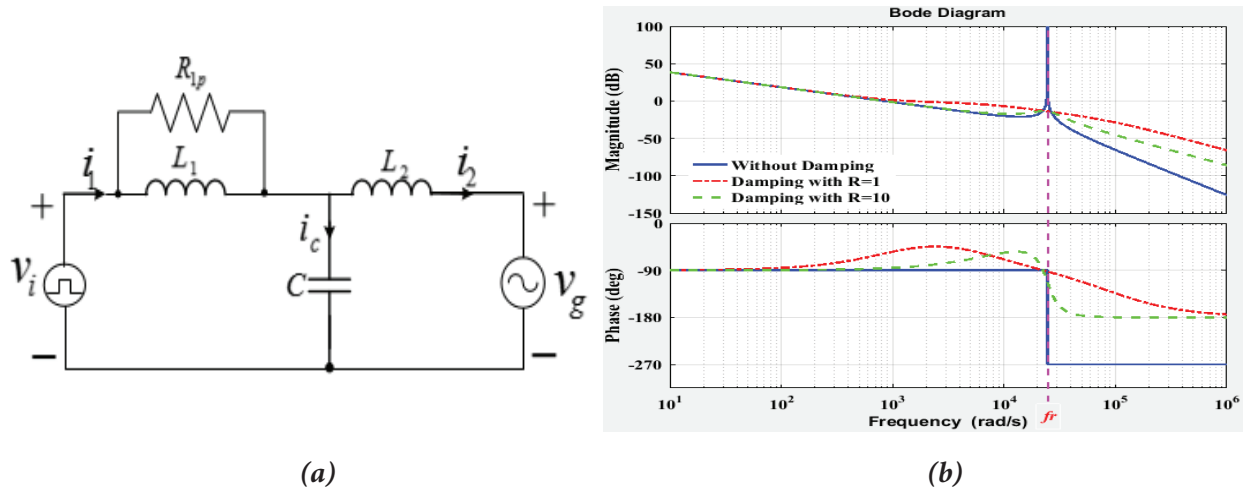 R1p
L1
i1
L2
i2
+
+
ic
vi
C
vg
−
−
(a)
Bode Diagram
Magnitude (dB)
100
50
0
-50
-100
-150
Without Damping
Damping with R=1
Damping with R=10
Phase (deg)
0
-90
-180
-270
10^1
10^2
10^3
10^4
10^5
10^6
fr
Frequency (rad/s)
(b)